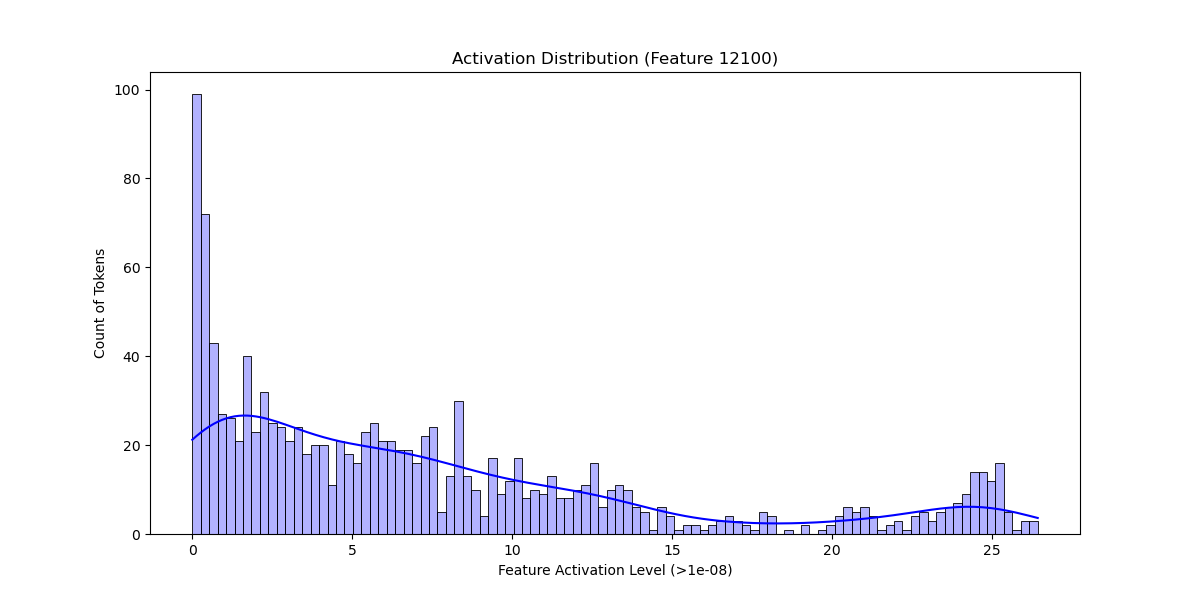 Activation Distribution (Feature 12100)
Count of Tokens
100
80
60
40
20
0
0 5 10 15 20 25
Feature Activation Level (>1e-08)